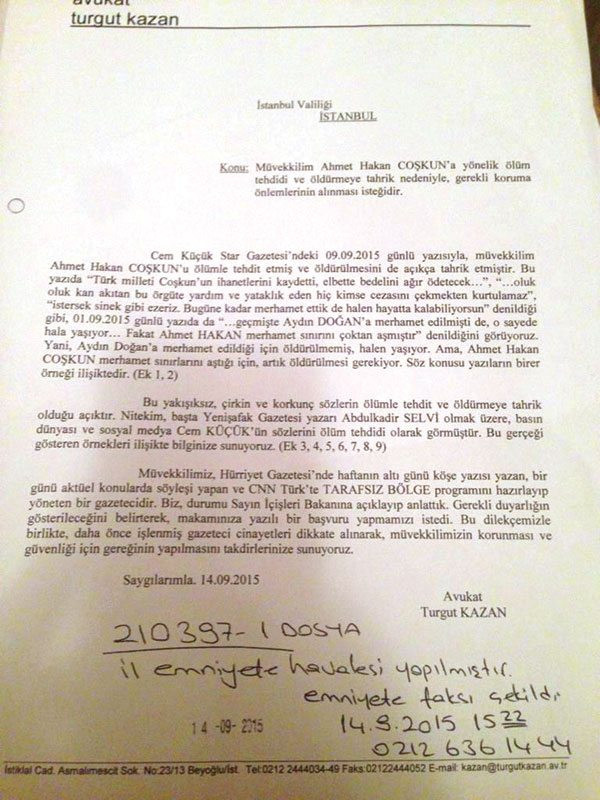 avukat
turgut kazan
İstanbul Valiliği
İSTANBUL
Konu: Müvekkilim Ahmet Hakan COŞKUN'a yönelik ölüm
tehdidi ve öldürmeye tahrik nedeniyle, gerekli koruma
önlemlerinin alınması isteğidir.
Cem Küçük Star Gazetesi'ndeki 09.09.2015 günlü yazısıyla, müvekkilim
Ahmet Hakan COŞKUN'u ölümle tehdit etmiş ve öldürülmesini de açıkça tahrik etmiştir. Bu
yazıda "Türk milleti Coşkun'un ihanetlerini kaydetti, elbette bedelini ağır ödetecek…", "…oluk
oluk kan akıtan bu örgüte yardım ve yataklık eden hiç kimse cezasını çekmekten kurtulamaz",
"istersek sinek gibi ezeriz. Bugüne kadar merhamet ettik de halen hayatta kalabiliyorsun" denildiği
gibi, 01.09.2015 günlü yazıda da "…geçmişte Aydın DOĞAN'a merhamet edilmişti de, o sayede
hala yaşıyor… Fakat Ahmet HAKAN merhamet sınırını çoktan aşmıştır" denildiğini görüyoruz.
Yani, Aydın Doğan'a merhamet edildiği için öldürülmemiş, halen yaşıyor. Ama, Ahmet Hakan
COŞKUN merhamet sınırlarını aştığı için, artık öldürülmesi gerekiyor. Söz konusu yazıların birer
örneği ilişiktedir. (Ek 1, 2)
Bu yakışıksız, çirkin ve korkunç sözlerin ölümle tehdit ve öldürmeye tahrik
olduğu açıktır. Nitekim, başta Yenişafak Gazetesi yazarı Abdulkadir SELVİ olmak üzere, basın
dünyası ve sosyal medya Cem KÜÇÜK'ün sözlerini ölüm tehdidi olarak görmüştür. Bu gerçeği
gösteren örnekleri ilişikte bilginize sunuyoruz. (Ek 3, 4, 5, 6, 7, 8, 9)
Müvekkilimiz, Hürriyet Gazetesi'nde haftanın altı günü köşe yazısı yazan, bir
günü aktüel konularda söyleşi yapan ve CNN Türk'te TARAFSIZ BÖLGE programını hazırlayıp
yöneten bir gazetecidir. Biz, durumu Sayın İçişleri Bakanına açıklayıp anlattık. Gerekli duyarlığın
gösterileceğini belirterek, makamınıza yazılı bir başvuru yapmamızı istedi. Bu dilekçemizle
birlikte, daha önce işlenmiş gazeteci cinayetleri dikkate alınarak, müvekkilimizin korunması ve
güvenliği için gereğinin yapılmasını takdirlerinize sunuyoruz.
Saygılarımla. 14.09.2015
Avukat
Turgut KAZAN
210397-1 DOSYA
il emniyete havalesi yapılmıştır.
emniyete faksı çekildi
14 -09- 2015
14.9.2015 15 22
0212 636 14 44
İstiklal Cad. Asmalımescit Sok. No:23/13 Beyoğlu/İst. Tel:0212 2444034-49 Faks:02122444052 E-mail: kazan@turgutkazan.av.tr